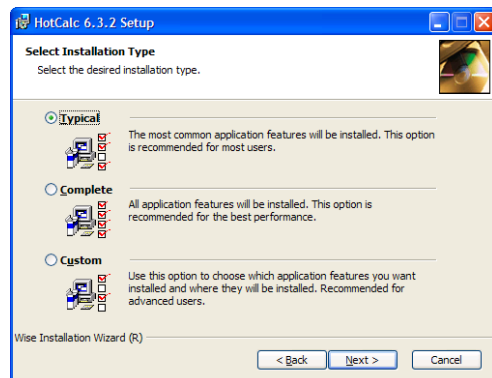 HotCalc 6.3.2 Setup
Select Installation Type
Select the desired installation type.
Typical
The most common application features will be installed. This option
is recommended for most users.
Complete
All application features will be installed. This option is
recommended for the best performance.
Custom
Use this option to choose which application features you want
installed and where they will be installed. Recommended for
advanced users.
Wise Installation Wizard (R)
< Back
Next >
Cancel